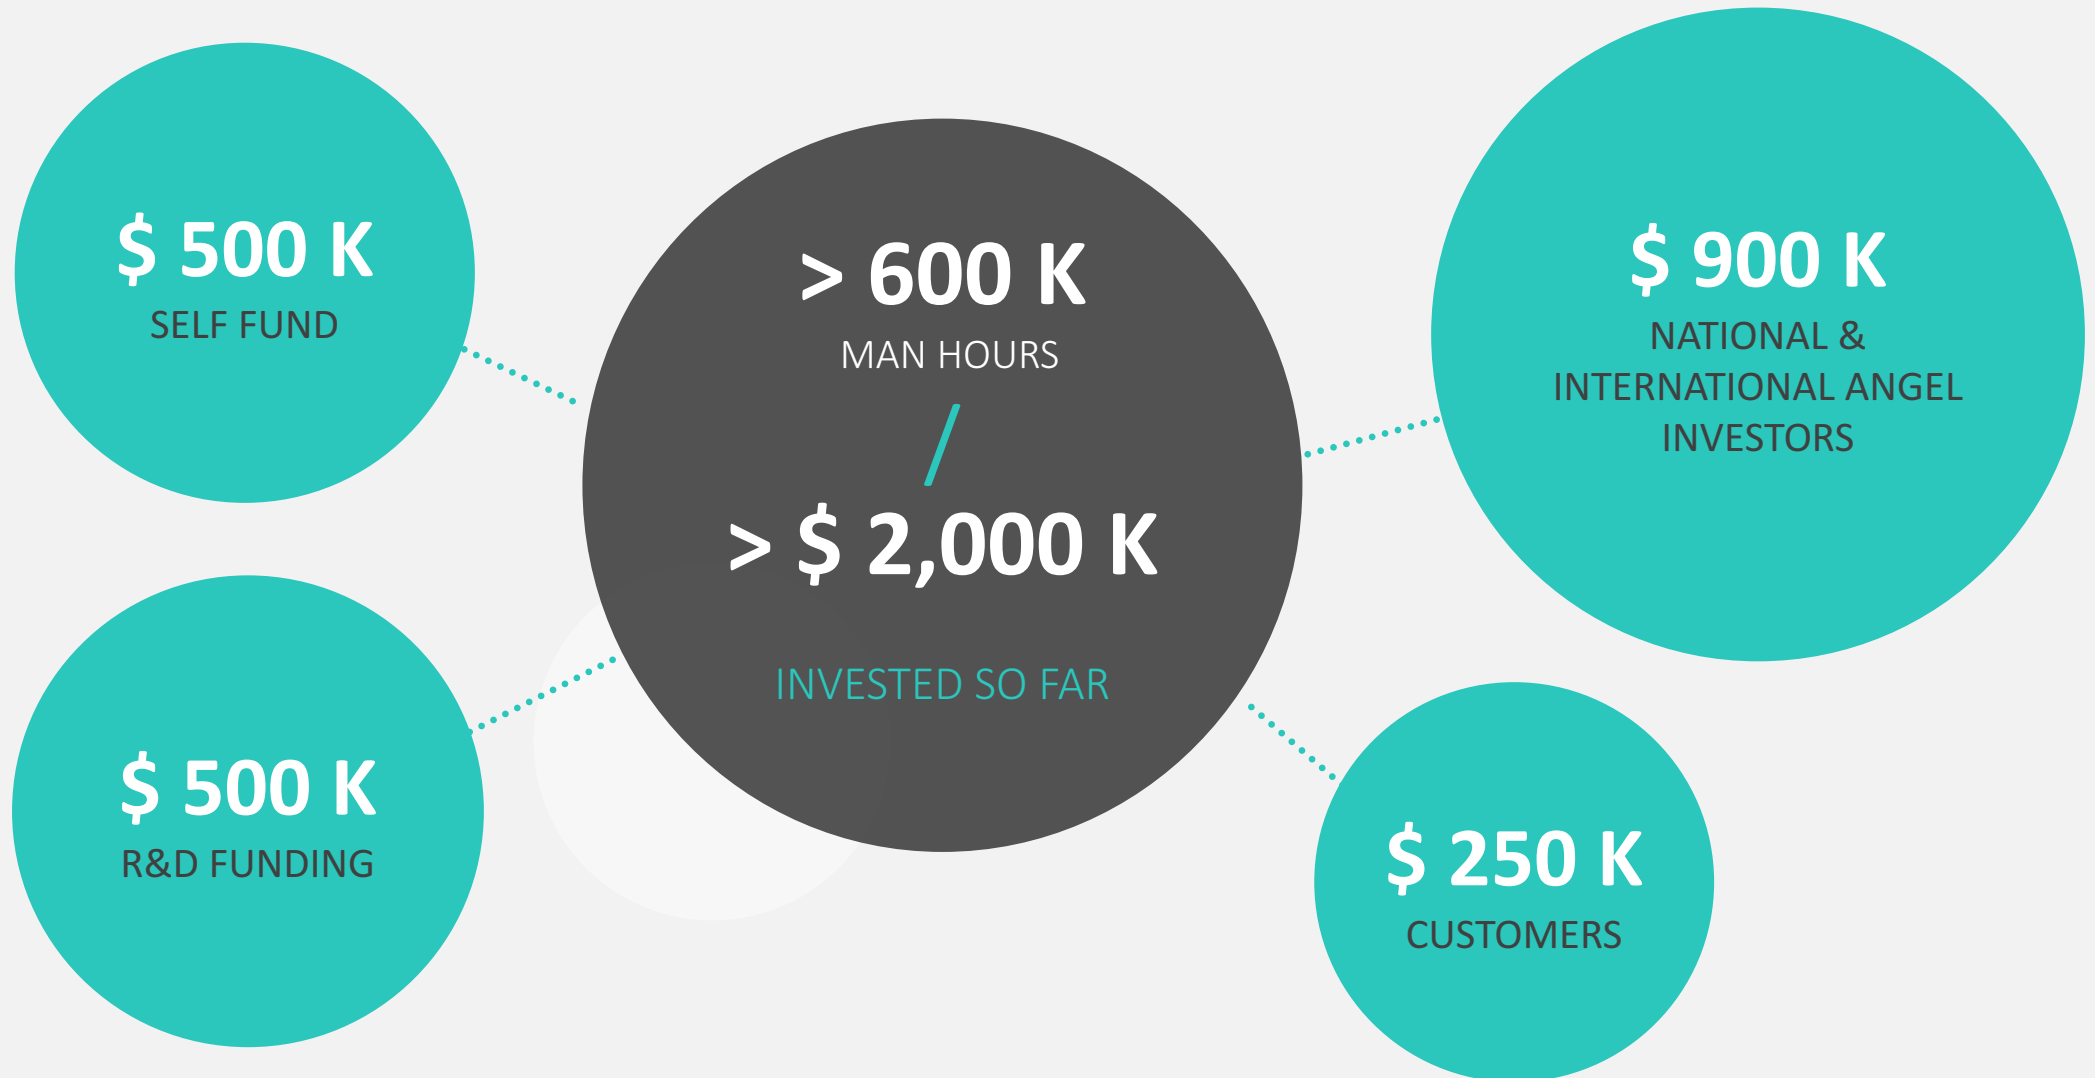 $ 500 K
SELF FUND
$ 500 K
R&D FUNDING
> 600 K
MAN HOURS
/
> $ 2,000 K
INVESTED SO FAR
$ 900 K
NATIONAL &
INTERNATIONAL ANGEL
INVESTORS
$ 250 K
CUSTOMERS